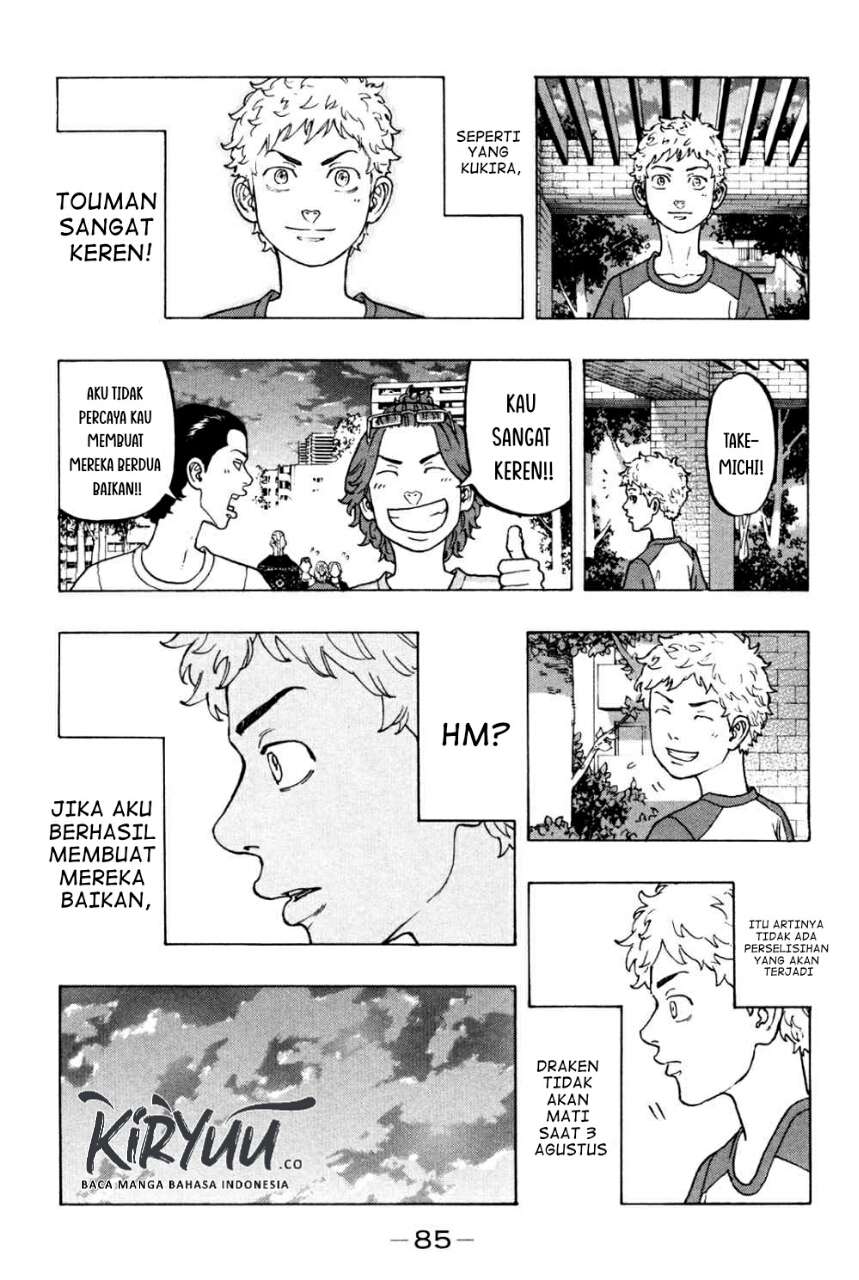 SEPERTI
YANG
KUKIRA,
TOUMAN
SANGAT
KEREN!
TAKE-
MICHI!
KAU
SANGAT
KEREN!!
AKU TIDAK
PERCAYA KAU
MEMBUAT
MEREKA BERDUA
BAIKAN!!
HM?
JIKA AKU
BERHASIL
MEMBUAT
MEREKA
BAIKAN,
ITU ARTINYA
TIDAK ADA
PERSELISIHAN
YANG AKAN
TERJADI
DRAKEN
TIDAK
AKAN
MATI
SAAT 3
AGUSTUS
KIRYUU.CO
BACA MANGA BAHASA INDONESIA
—85—